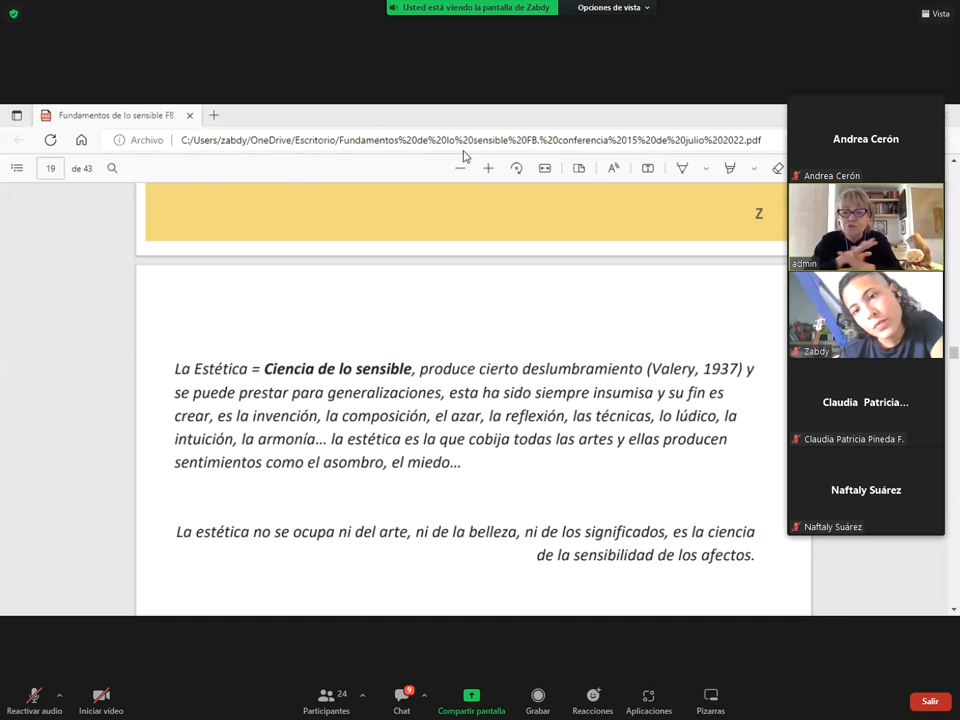 Usted está viendo la pantalla de Zabdy
Opciones de vista
Vista
Fundamentos de lo sensible FB.
Archivo
C:/Users/zabdy/OneDrive/Escritorio/Fundamentos%20de%20lo%20sensible%20FB.%20conferencia%2015%20de%20julio%202022.pdf
19 de 43
Z
La Estética = Ciencia de lo sensible, produce cierto deslumbramiento (Valery, 1937) y
se puede prestar para generalizaciones, esta ha sido siempre insumisa y su fin es
crear, es la invención, la composición, el azar, la reflexión, las técnicas, lo lúdico, la
intuición, la armonía... la estética es la que cobija todas las artes y ellas producen
sentimientos como el asombro, el miedo...
La estética no se ocupa ni del arte, ni de la belleza, ni de los significados, es la ciencia
de la sensibilidad de los afectos.
Andrea Cerón
Andrea Cerón
admin
Zabdy
Claudia Patricia...
Claudia Patricia Pineda F.
Naftaly Suárez
Naftaly Suárez
Reactivar audio
Iniciar video
24
Participantes
9
Chat
Compartir pantalla
Grabar
Reacciones
Aplicaciones
Pizarras
Salir